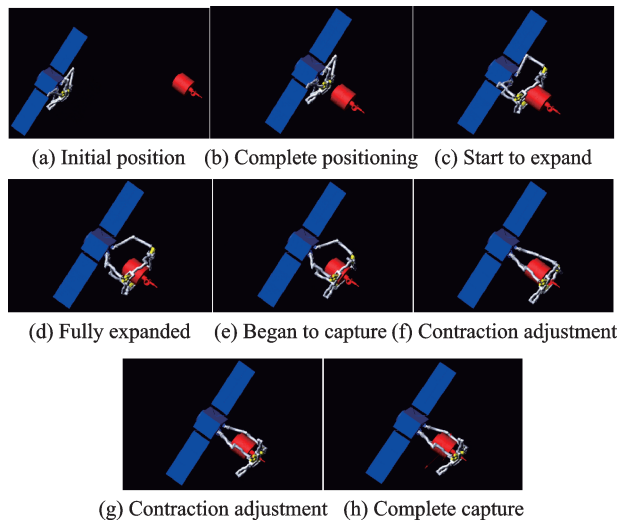 (a) Initial position (b) Complete positioning (c) Start to expand
(d) Fully expanded (e) Began to capture (f) Contraction adjustment
(g) Contraction adjustment (h) Complete capture